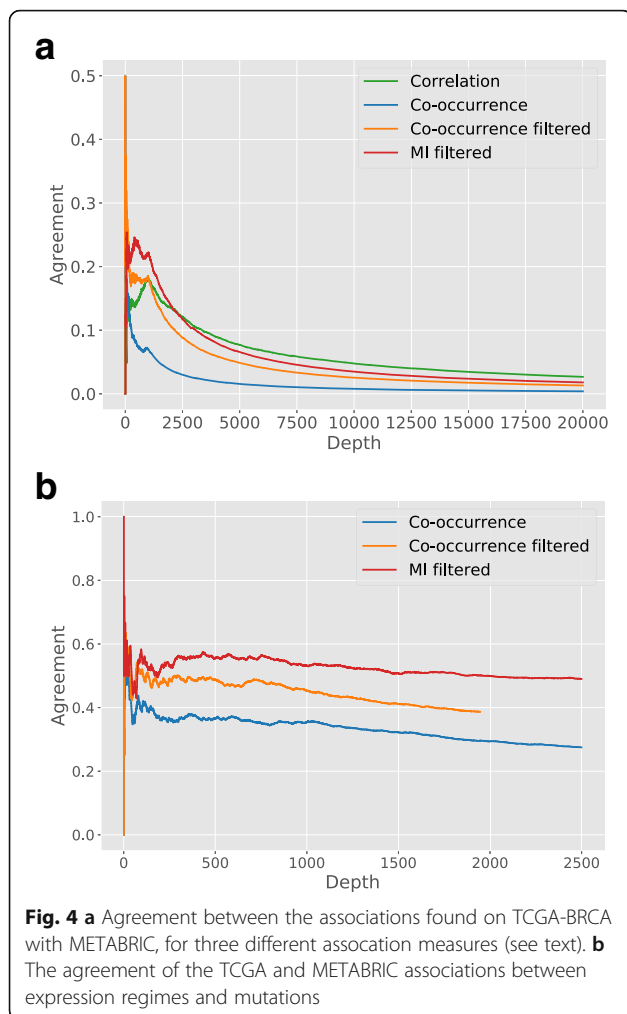 a
0.5
0.4
0.3
0.2
0.1
0.0
Agreement
Correlation
Co-occurrence
Co-occurrence filtered
MI filtered
0 2500 5000 7500 10000 12500 15000 17500 20000
Depth
b
1.0
0.8
0.6
0.4
0.2
0.0
Agreement
Co-occurrence
Co-occurrence filtered
MI filtered
0 500 1000 1500 2000 2500
Depth
Fig. 4 a Agreement between the associations found on TCGA-BRCA
with METABRIC, for three different assocation measures (see text). b
The agreement of the TCGA and METABRIC associations between
expression regimes and mutations